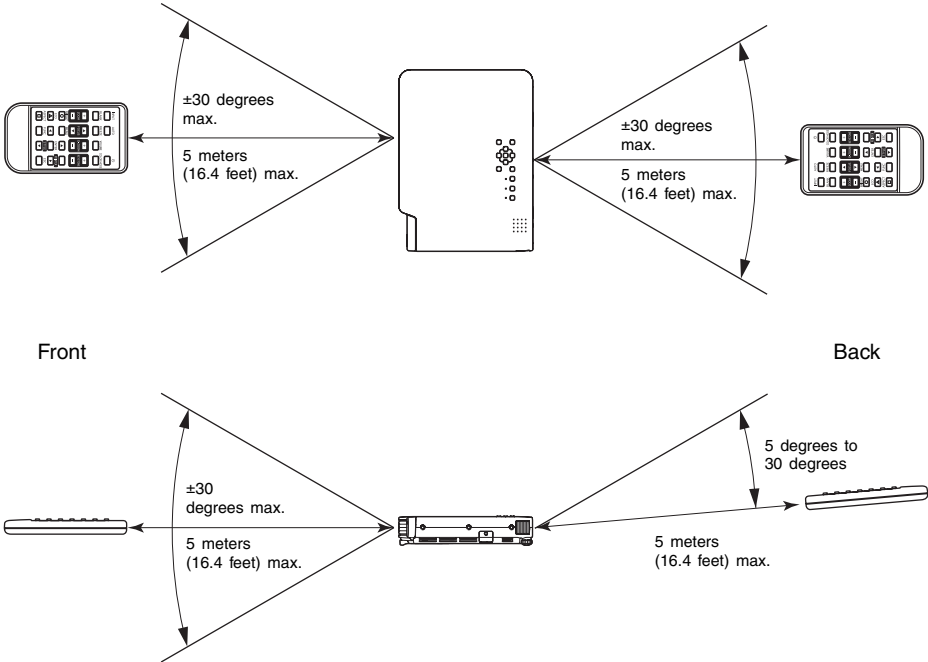 ±30 degrees
max.
5 meters
(16.4 feet) max.
±30 degrees
max.
5 meters
(16.4 feet) max.
Front
Back
±30
degrees max.
5 meters
(16.4 feet) max.
5 degrees to
30 degrees
5 meters
(16.4 feet) max.